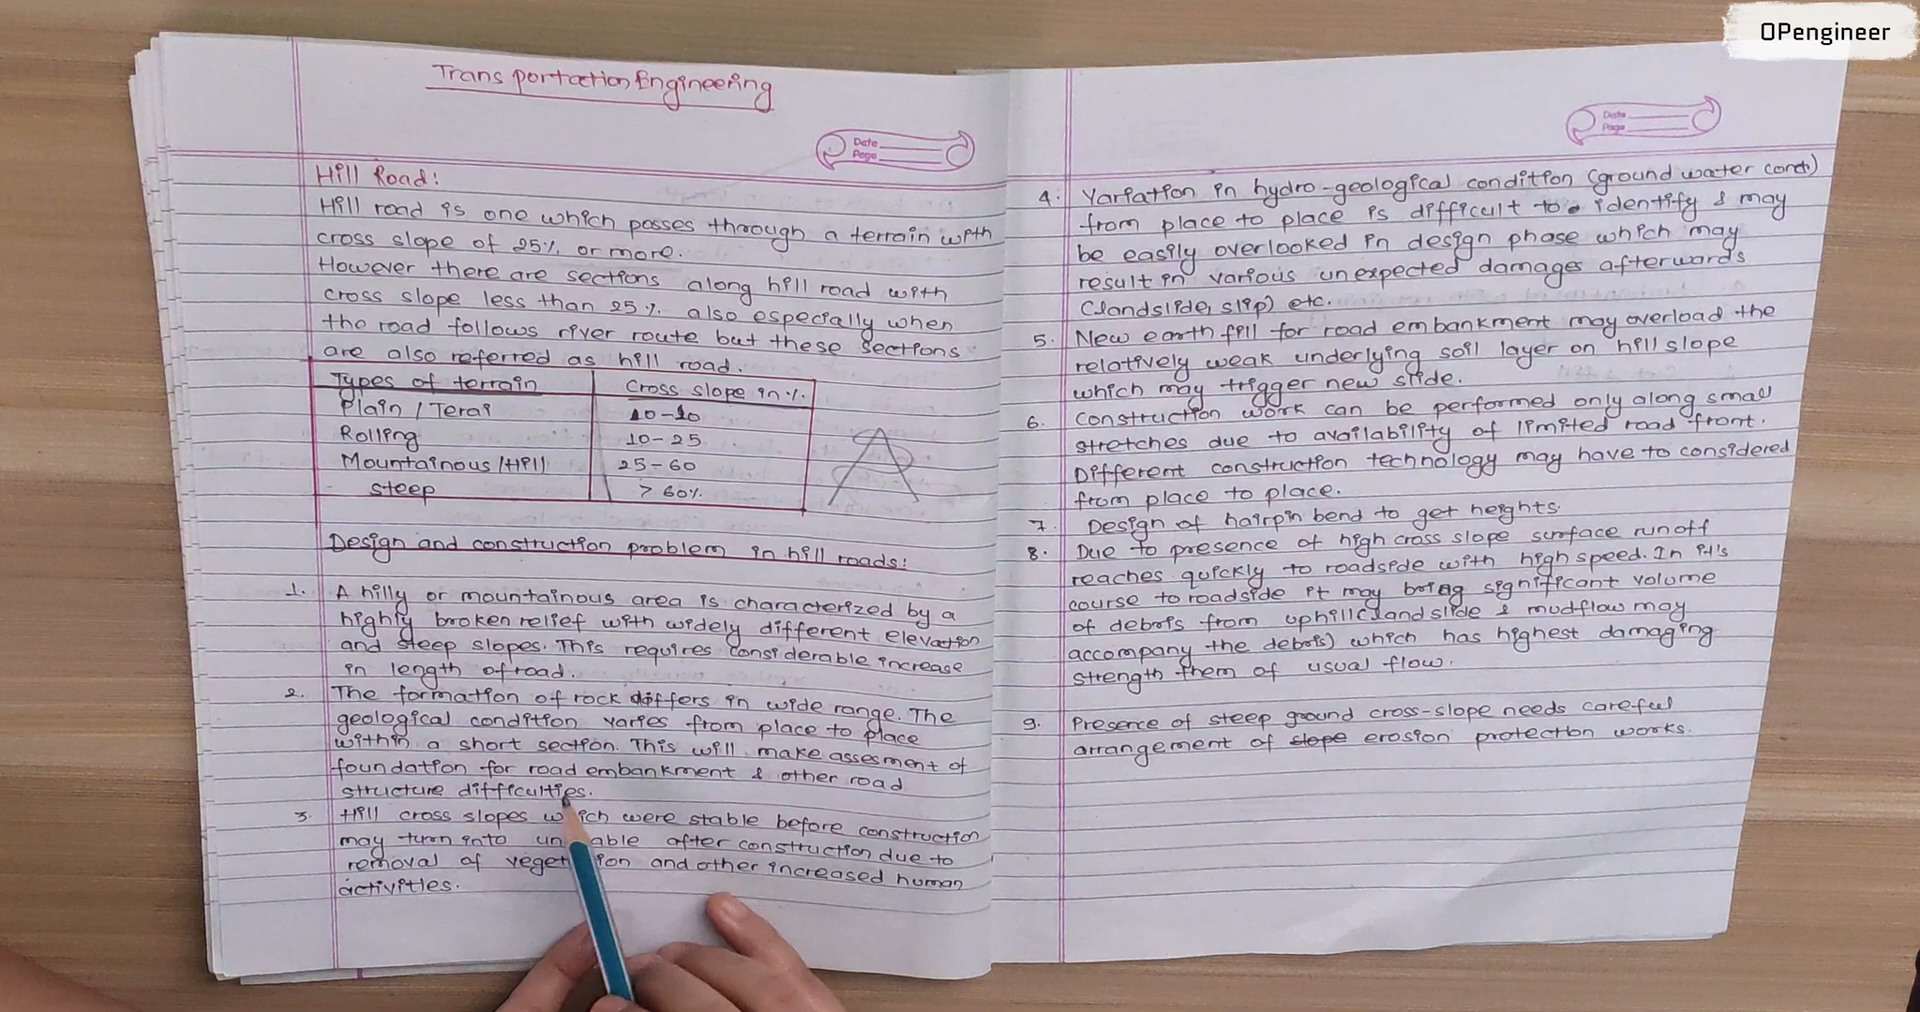 OPengineer
Transportation Engineering
Date
Page
Hill Road:
Hill road is one which passes through a terrain with
cross slope of 25% or more.
However there are sections along hill road with
cross slope less than 25% also especially when
the road follows river route but these sections
are also referred as hill road.
Types of terrain Cross slope in %
Plain / Terai 10-10
Rolling 10-25
Mountainous / Hill 25-60
steep > 60%
Design and construction problem in hill roads:
1. A hilly or mountainous area is characterized by a
highly broken relief with widely different elevation
and steep slopes. This requires considerable increase
in length of road.
2. The formation of rock differs in wide range. The
geological condition varies from place to place
within a short section. This will make assesment of
foundation for road embankment & other road
structure difficulties.
3. Hill cross slopes which were stable before construction
may turn into able after construction due to
removal of and other increased human
activities.
Date
Page
4. Variation in hydro-geological condition (ground water cond)
from place to place is difficult to identify & may
be easily overlooked in design phase which may
result in various unexpected damages afterwards
(landslide, slip) etc.
5. New earth fill for road embankment may overload the
relatively weak underlying soil layer on hill slope
which may trigger new slide.
6. Construction work can be performed only along small
stretches due to availability of limited road front.
Different construction technology may have to considered
from place to place.
7. Design of hairpin bend to get heights.
8. Due to presence of high cross slope surface runoff
reaches quickly to roadside with high speed. In it's
course to roadside it may bring significant volume
of debris from uphill (landslide & mudflow may
accompany the debris) which has highest damaging
strength them of usual flow.
9. Presence of steep ground cross-slope needs careful
arrangement of slope erosion protection works.